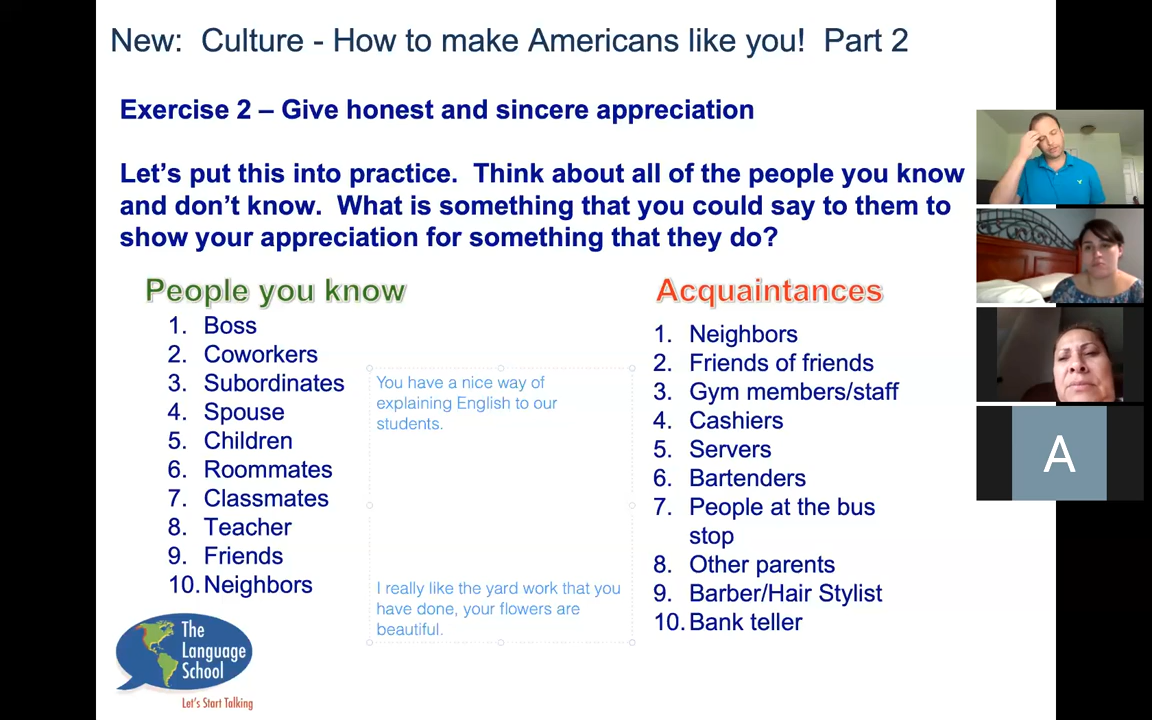 New:  Culture - How to make Americans like you!  Part 2
Exercise 2 – Give honest and sincere appreciation
Let's put this into practice.  Think about all of the people you know
and don't know.  What is something that you could say to them to
show your appreciation for something that they do?
People you know
1. Boss
2. Coworkers
3. Subordinates
4. Spouse
5. Children
6. Roommates
7. Classmates
8. Teacher
9. Friends
10. Neighbors
You have a nice way of
explaining English to our
students.
I really like the yard work that you
have done, your flowers are
beautiful.
Acquaintances
1. Neighbors
2. Friends of friends
3. Gym members/staff
4. Cashiers
5. Servers
6. Bartenders
7. People at the bus
stop
8. Other parents
9. Barber/Hair Stylist
10. Bank teller
A
The
Language
School
Let's Start Talking